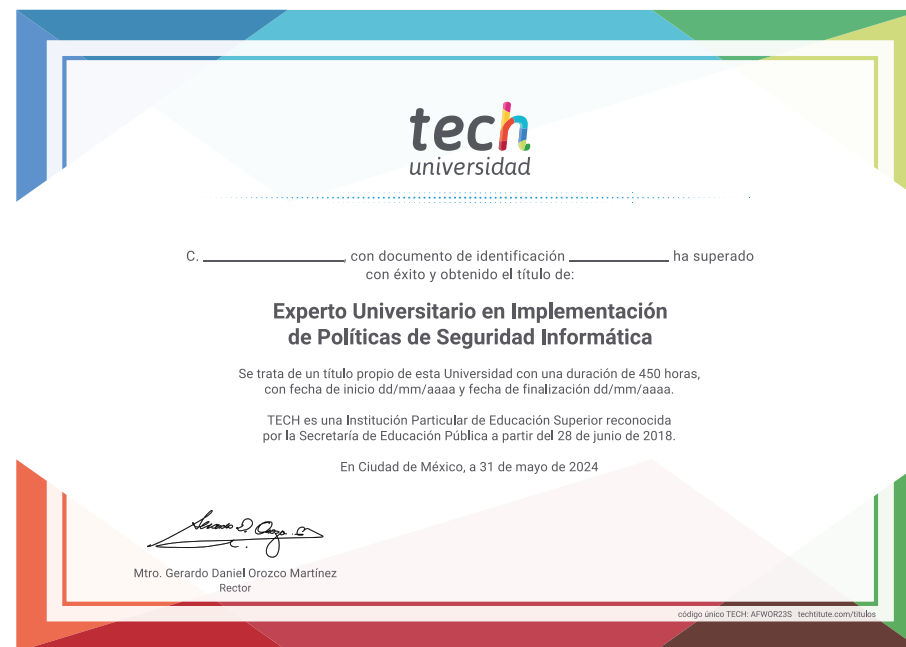 tech
universidad
C. ________________, con documento de identificación ____________ ha superado
con éxito y obtenido el título de:
Experto Universitario en Implementación
de Políticas de Seguridad Informática
Se trata de un título propio de esta Universidad con una duración de 450 horas,
con fecha de inicio dd/mm/aaaa y fecha de finalización dd/mm/aaaa.
TECH es una Institución Particular de Educación Superior reconocida
por la Secretaría de Educación Pública a partir del 28 de junio de 2018.
En Ciudad de México, a 31 de mayo de 2024
Mtro. Gerardo Daniel Orozco Martínez
Rector
código único TECH: AFWOR23S techtitute.com/titulos